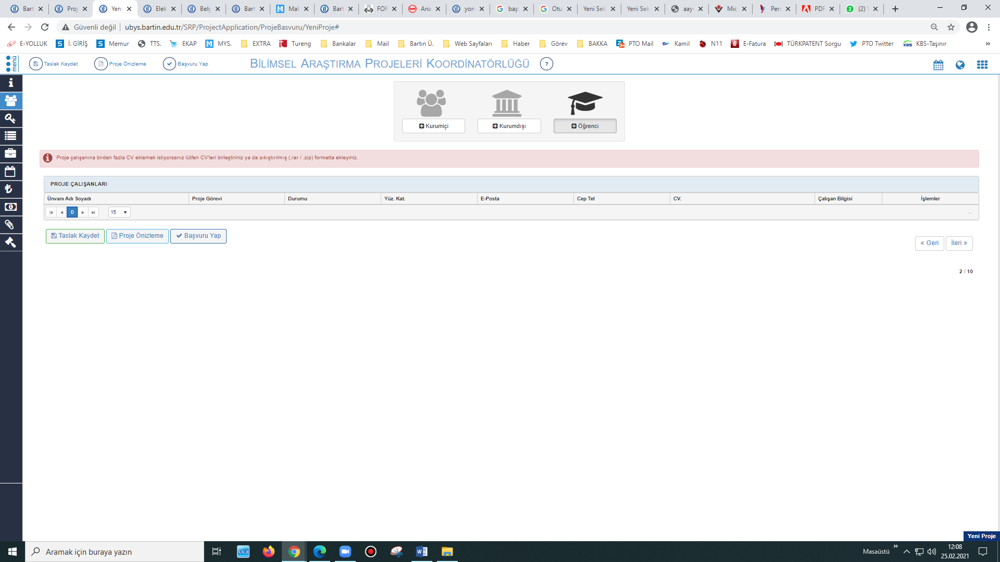 Bart
Proj
Yeni
Elek
Belg
Bart
Mal
Bart
FOR
Ana
yon
bap
Otu
Yeni Sek
Yeni Sek
aay
Mic
Pers
PDF
(2)
Güvenli değil
ubys.bartin.edu.tr/SRP/ProjectApplication/ProjeBasvuru/YeniProje#
E-YOLLUK
İ. GİRİŞ
Memur
TTS.
EKAP
MYS.
EXTRA
Tureng
Bankalar
Mail
Bartın Ü.
Web Sayfaları
Haber
Görev
BAKKA
PTO Mail
Kamil
N11
E-Fatura
TÜRKPATENT Sorgu
PTO Twitter
KBS-Taşınır
menü
Taslak Kaydet
Proje Önizleme
Başvuru Yap
BİLİMSEL ARAŞTIRMA PROJELERİ KOORDİNATÖRLÜĞÜ
?
Kurumiçi
Kurumdışı
Öğrenci
Proje çalışanına birden fazla CV eklemek istiyorsanız lütfen CV'leri birleştiriniz ya da sıkıştırılmış (.rar / .zip) formatta ekleyiniz.
PROJE ÇALIŞANLARI
Ünvanı Adı Soyadı
Proje Görevi
Durumu
Yüz. Kat.
E-Posta
Cep Tel
CV.
Çalışan Bilgisi
İşlemler
0
15
...
Taslak Kaydet
Proje Önizleme
Başvuru Yap
« Geri
İleri »
2 / 10
Yeni Proje
Aramak için buraya yazın
Masaüstü
12:08
25.02.2021